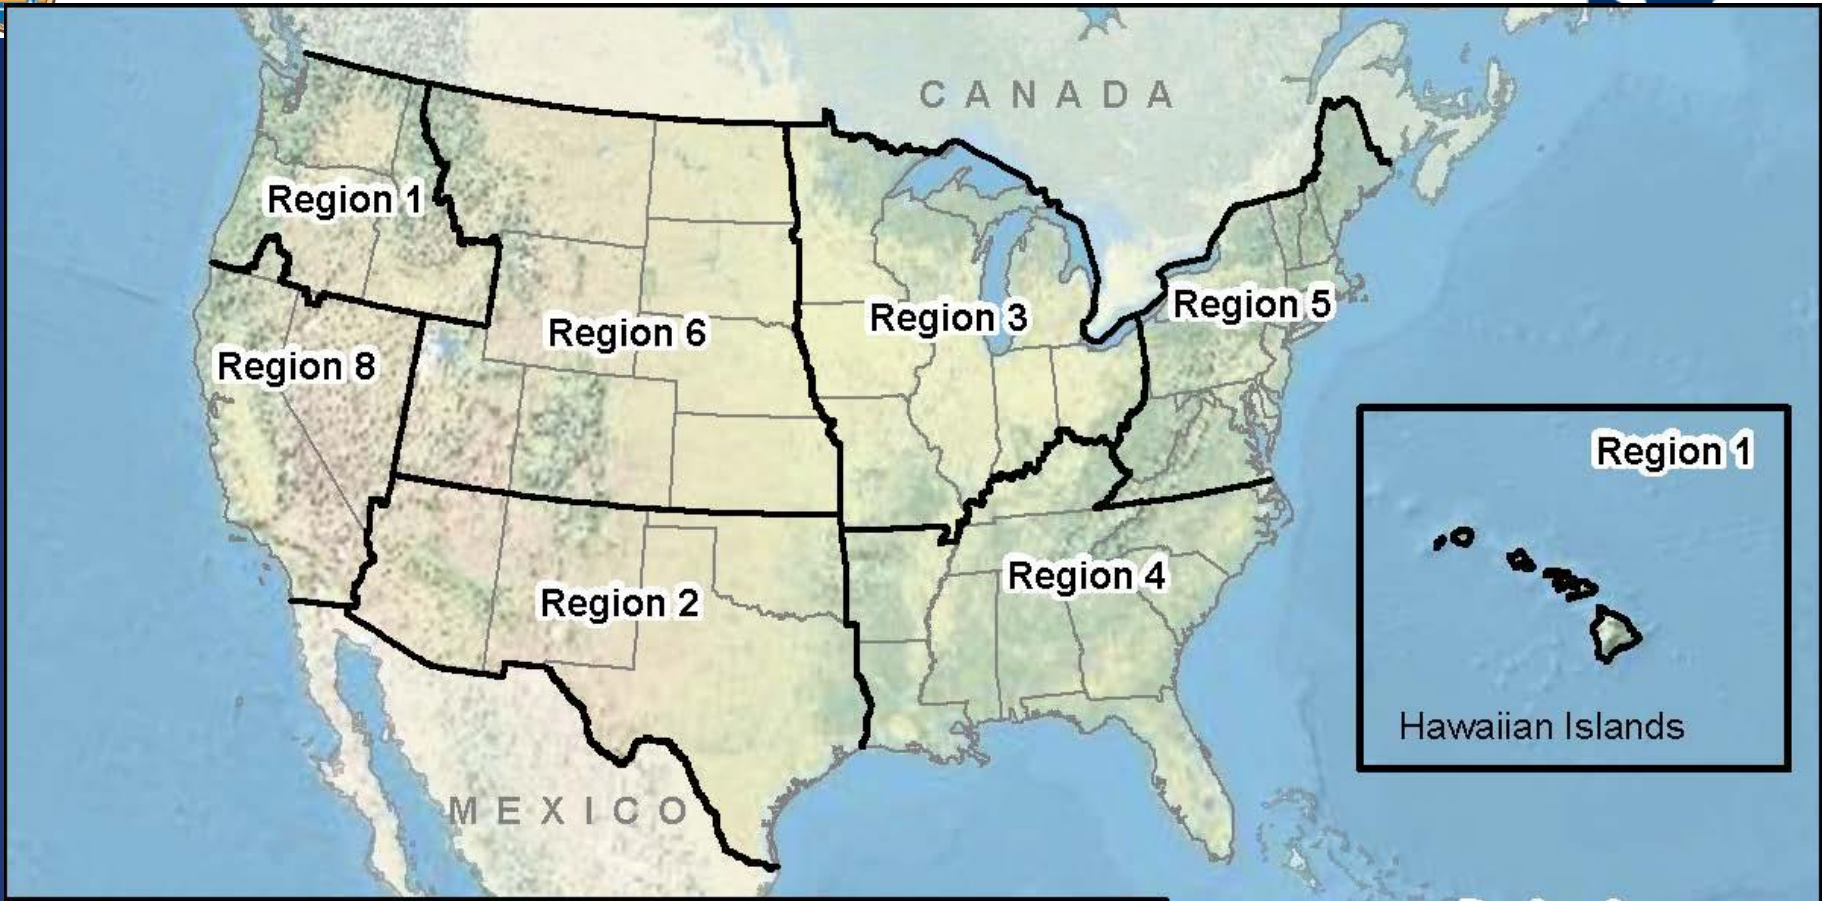 CANADA
Region 1
Region 5
Region 3
Region 6
Region 8
Region 1
Region 4
Region 2
Hawaiian Islands
MEXICO